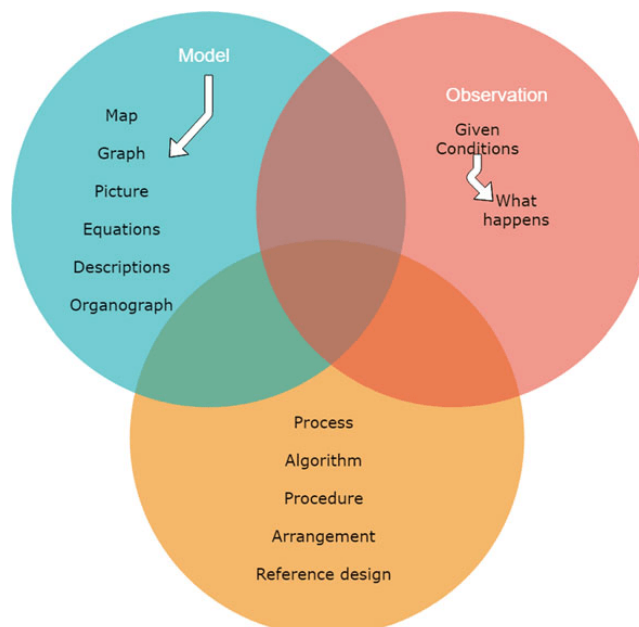 Model
Map
Graph
Picture
Equations
Descriptions
Organograph
Observation
Given
Conditions
What
happens
Process
Algorithm
Procedure
Arrangement
Reference design